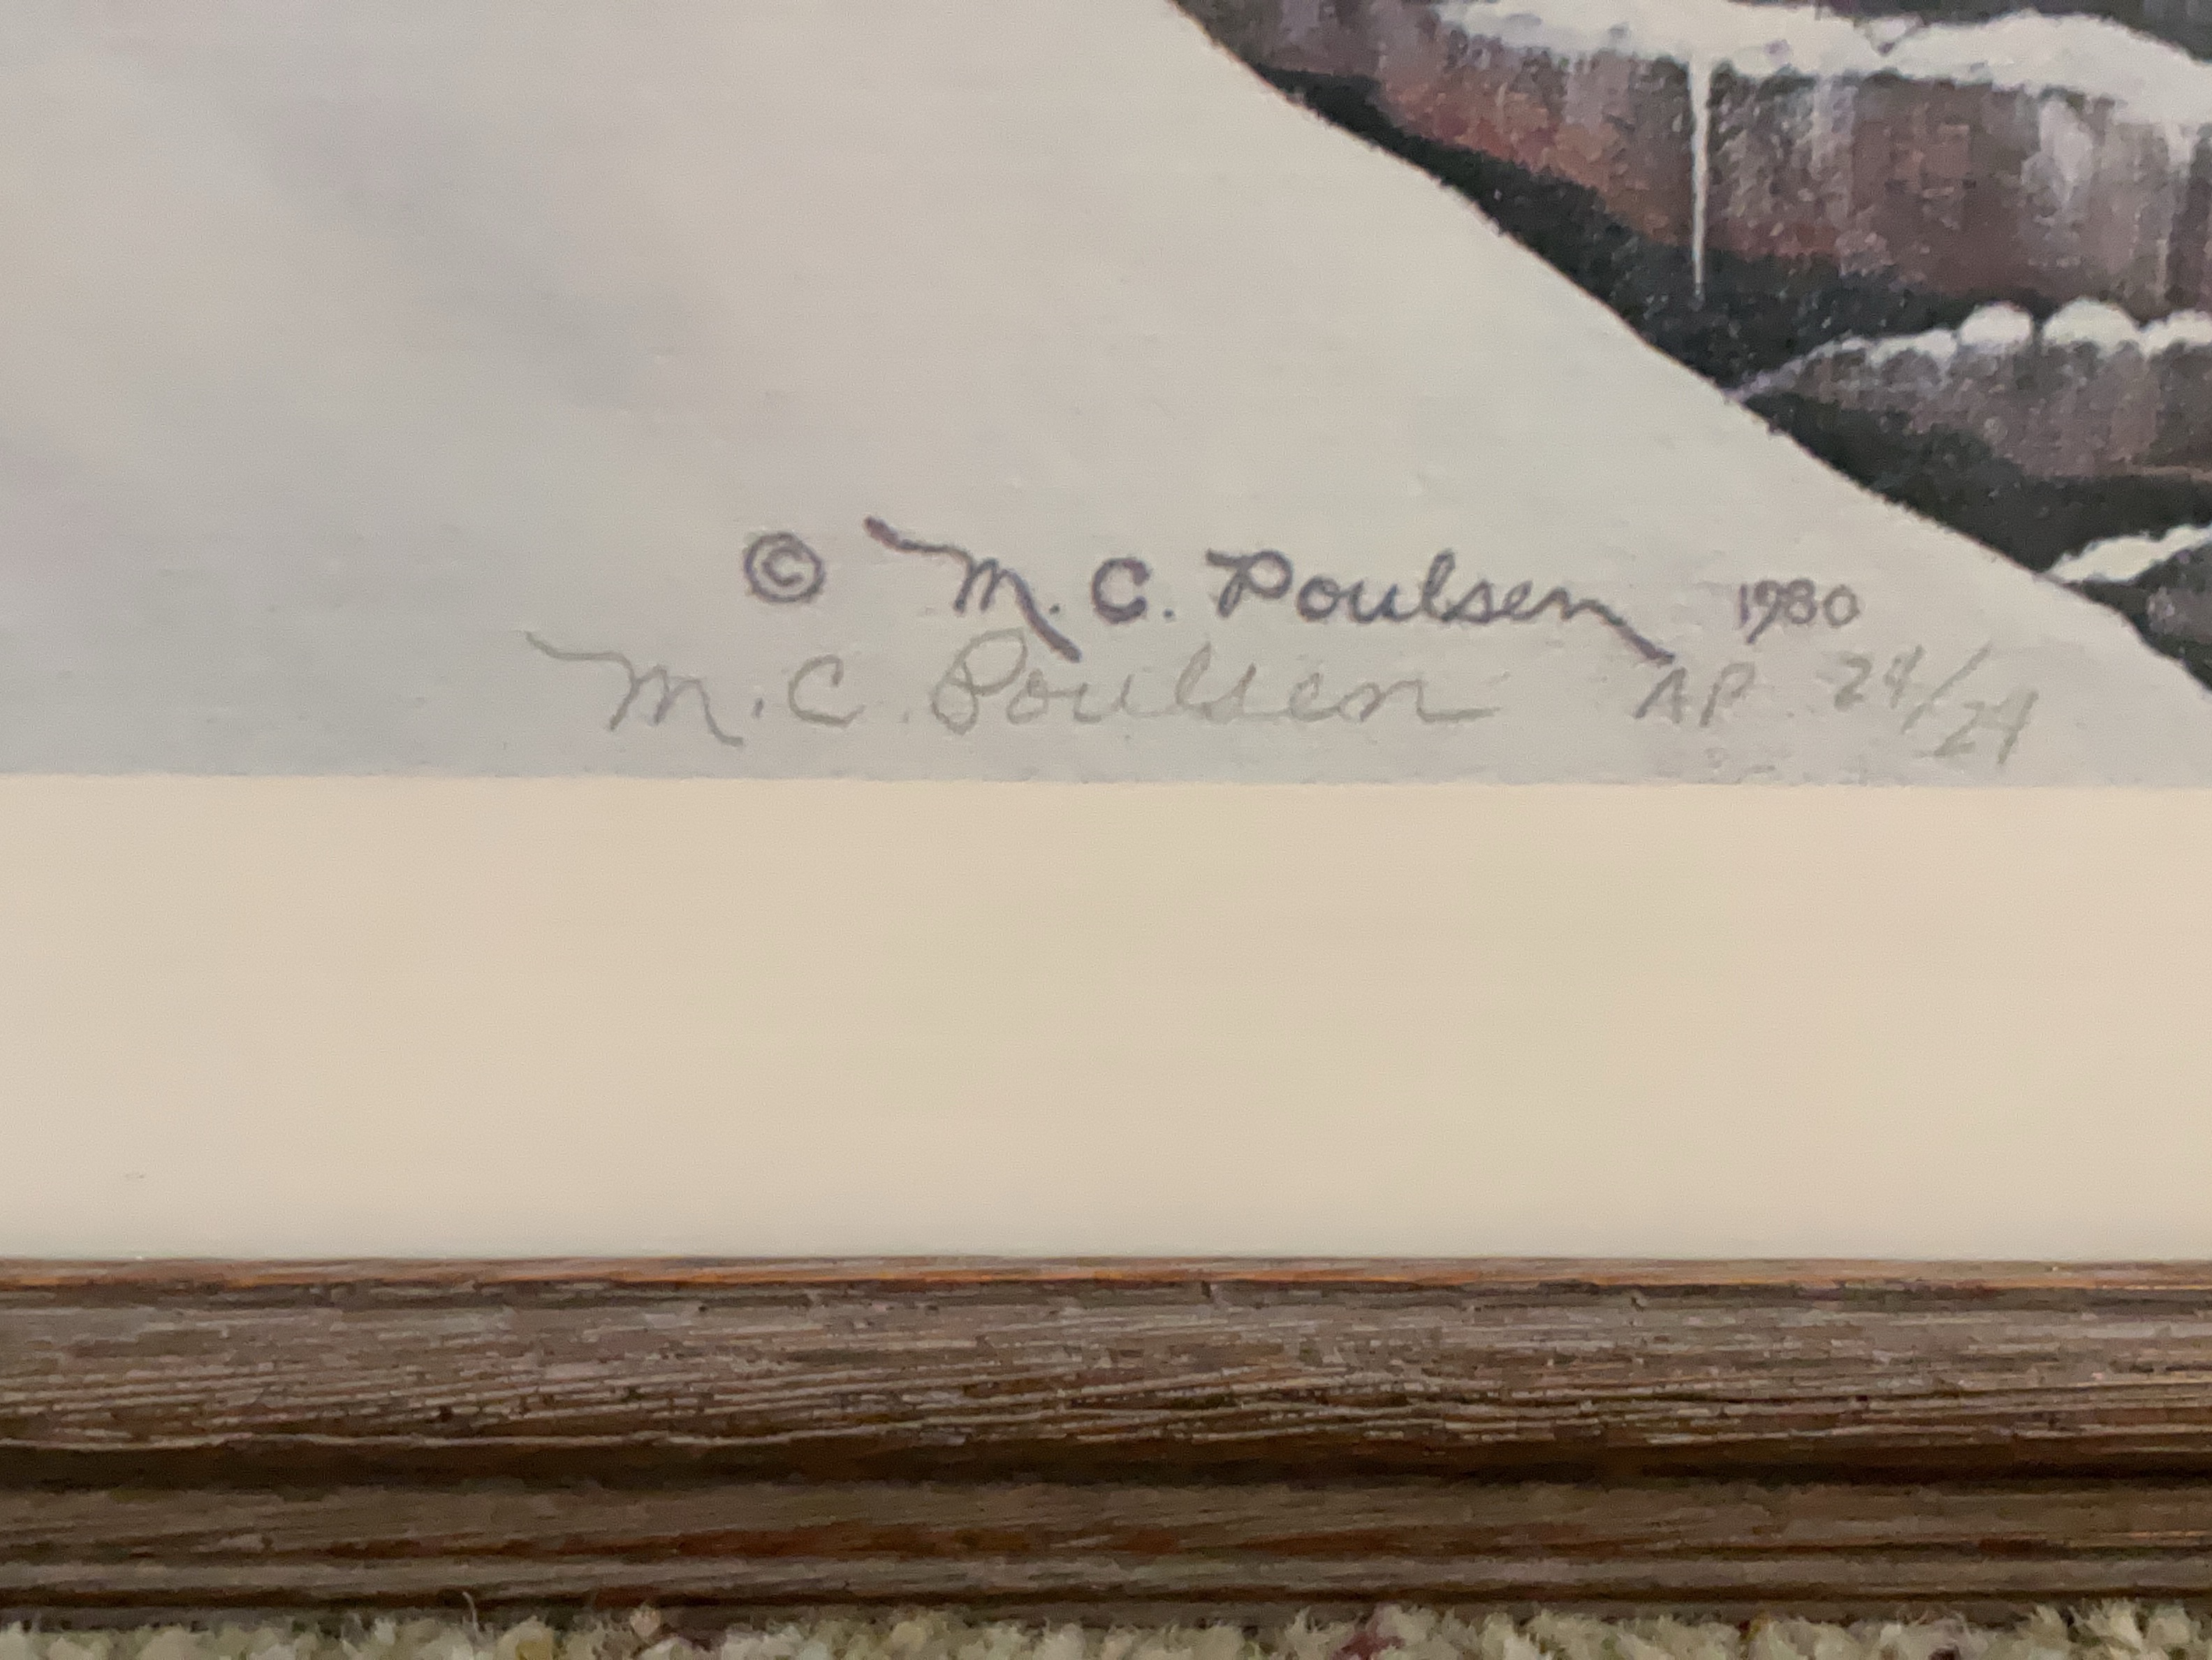 © M. C. Poulsen 1980
M. C. Poulsen AP 24/24